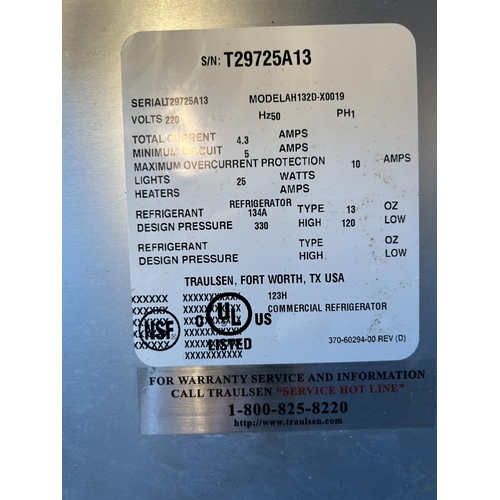 S/N: T29725A13
SERIALT29725A13 MODELAH132D-X0019
VOLTS 220 Hz50 PH1
TOTAL CURRENT 4.3 AMPS
MINIMUM CIRCUIT 5 AMPS
MAXIMUM OVERCURRENT PROTECTION 10 AMPS
LIGHTS 25 WATTS
HEATERS AMPS
REFRIGERATOR
REFRIGERANT 134A TYPE 13 OZ
DESIGN PRESSURE 330 HIGH 120 LOW
REFRIGERANT TYPE OZ
DESIGN PRESSURE HIGH LOW
TRAULSEN, FORT WORTH, TX USA
XXXXXX XXXXXXXXXXX 123H
C UL US COMMERCIAL REFRIGERATOR
NSF
LISTED
XXXXXXXXXXX
370-60294-00 REV (D)
FOR WARRANTY SERVICE AND INFORMATION
CALL TRAULSEN "SERVICE HOT LINE"
1-800-825-8220
http://www.traulsen.com